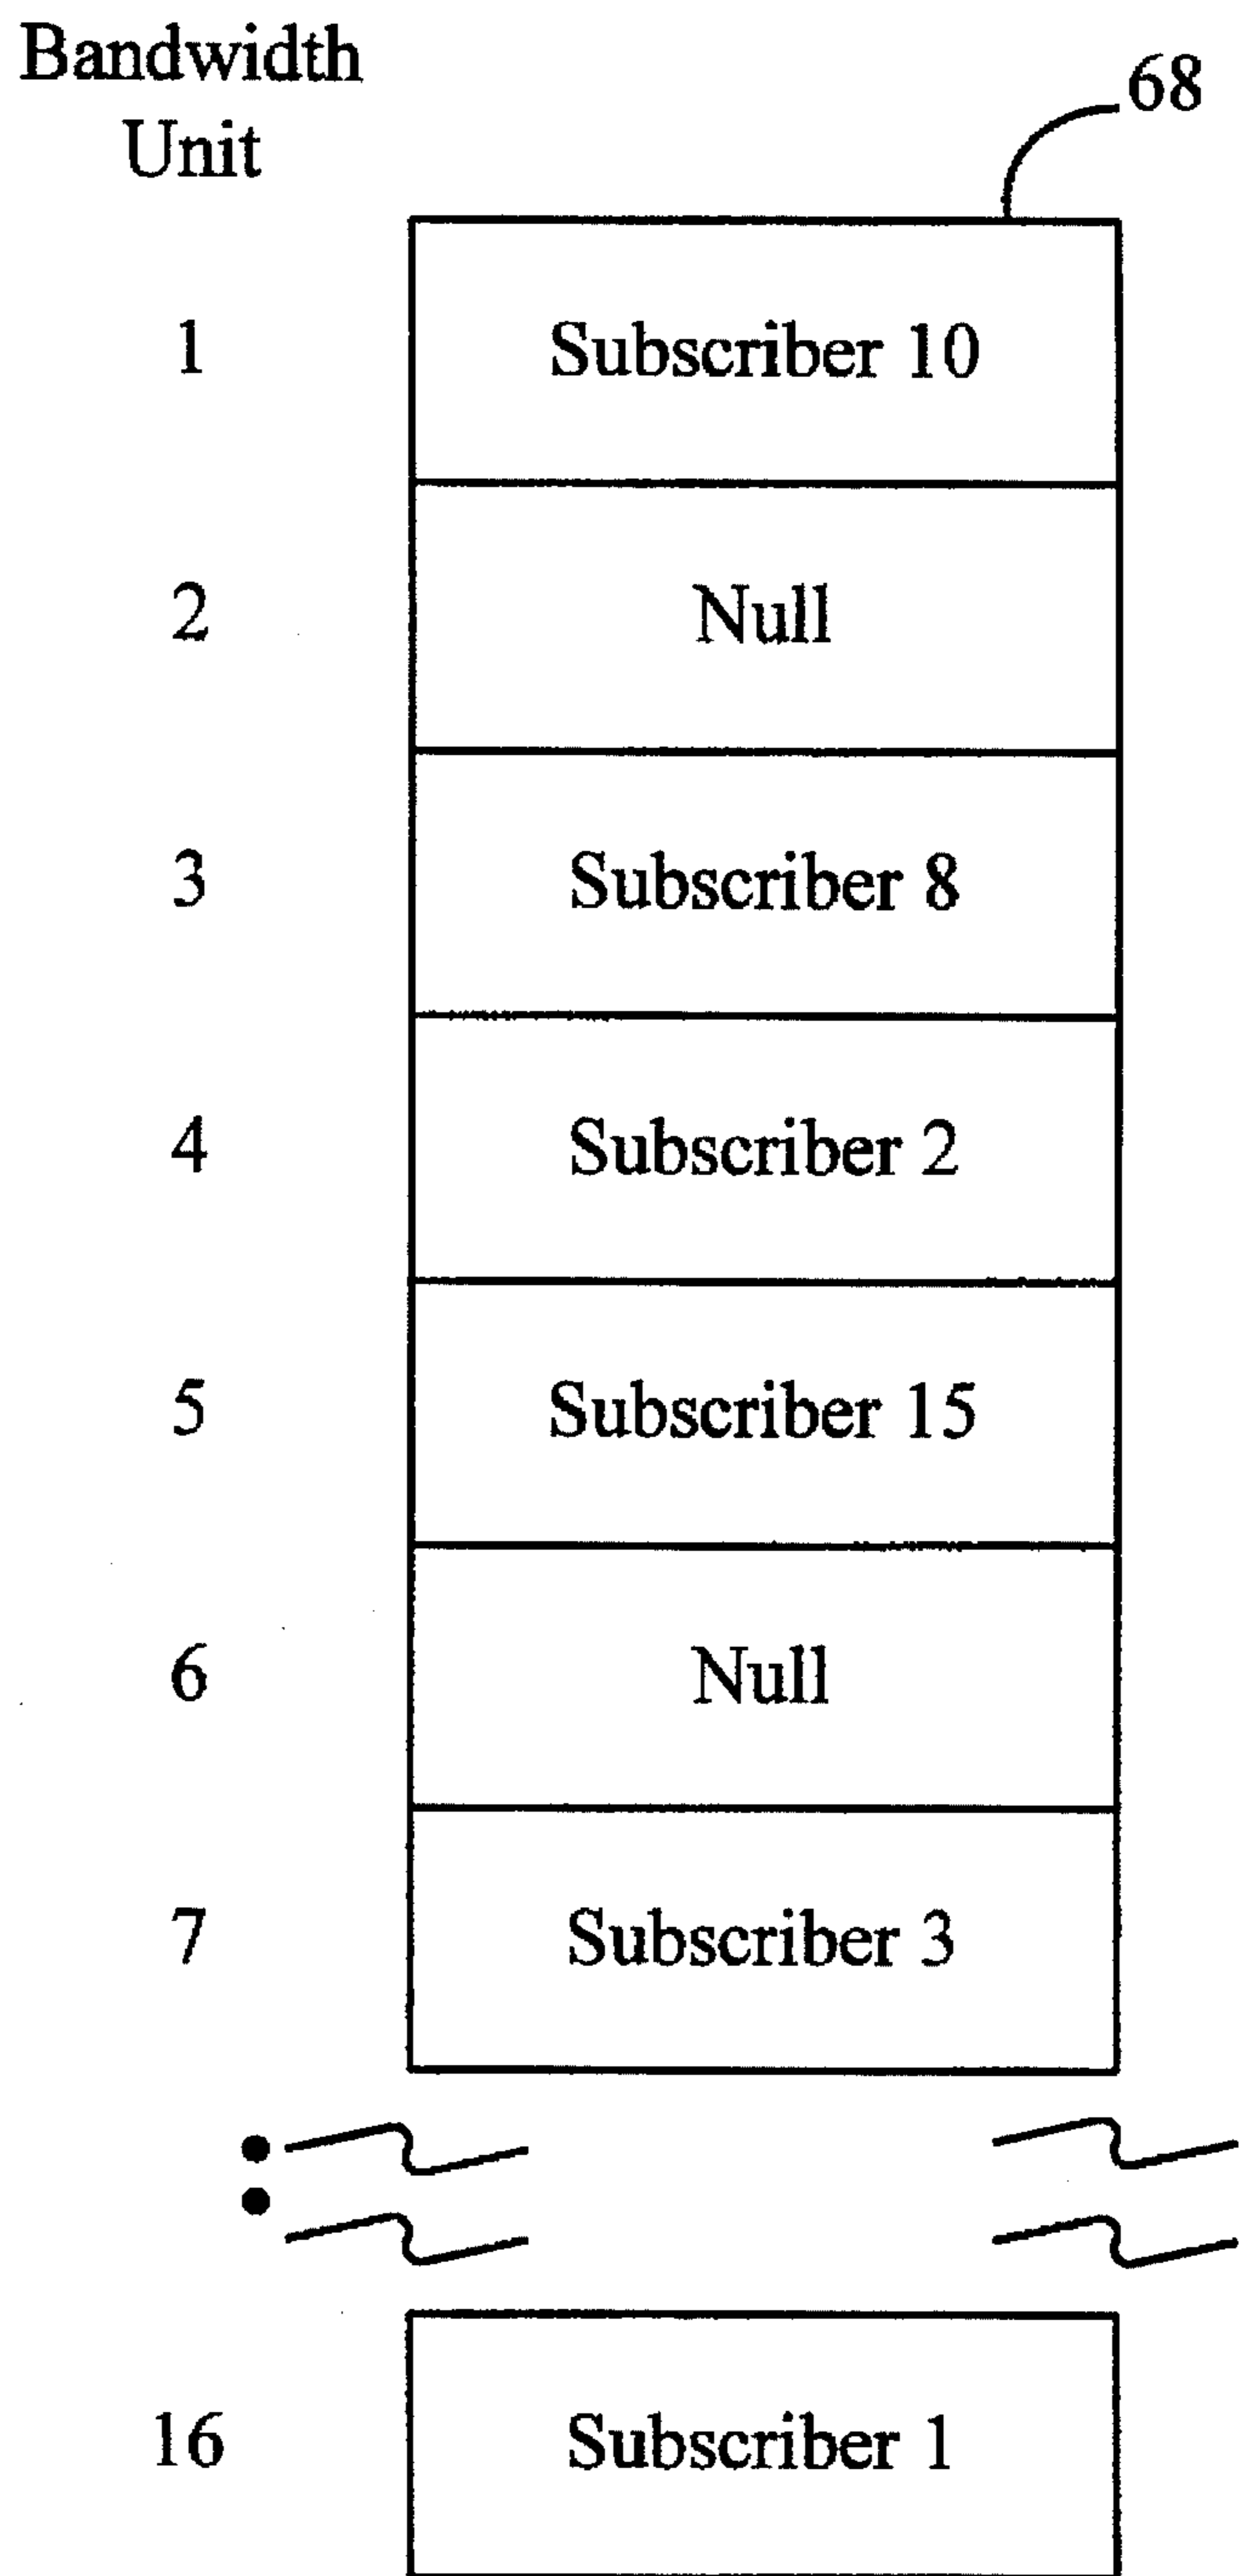 Bandwidth
Unit
68
1 Subscriber 10
2 Null
3 Subscriber 8
4 Subscriber 2
5 Subscriber 15
6 Null
7 Subscriber 3
16 Subscriber 1